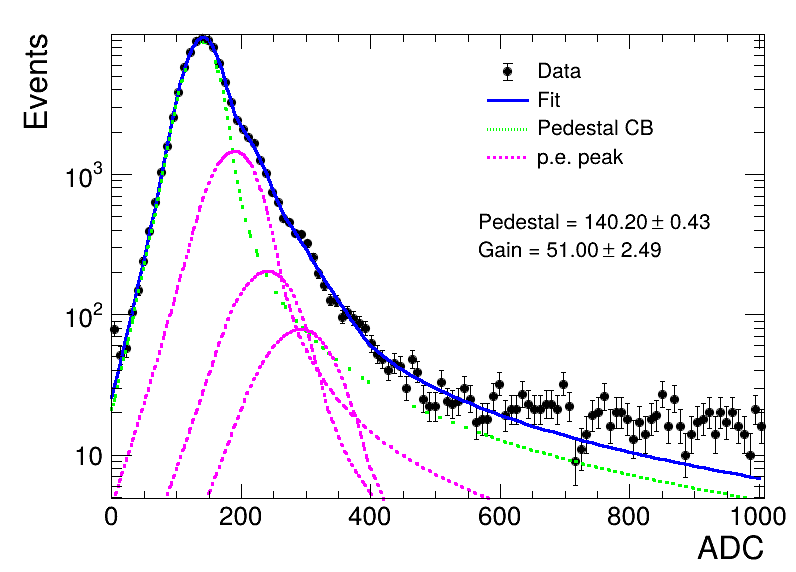 Events
Data
Fit
Pedestal CB
p.e. peak
Pedestal = 140.20 ± 0.43
Gain = 51.00 ± 2.49
10³
10²
10
0 200 400 600 800 1000
ADC